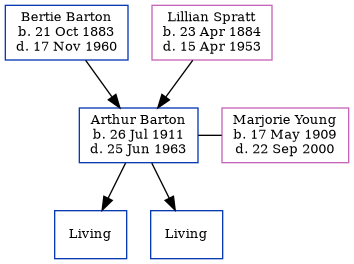 Bertie Barton
b. 21 Oct 1883
d. 17 Nov 1960
Lillian Spratt
b. 23 Apr 1884
d. 15 Apr 1953
Arthur Barton
b. 26 Jul 1911
d. 25 Jun 1963
Marjorie Young
b. 17 May 1909
d. 22 Sep 2000
Living
Living